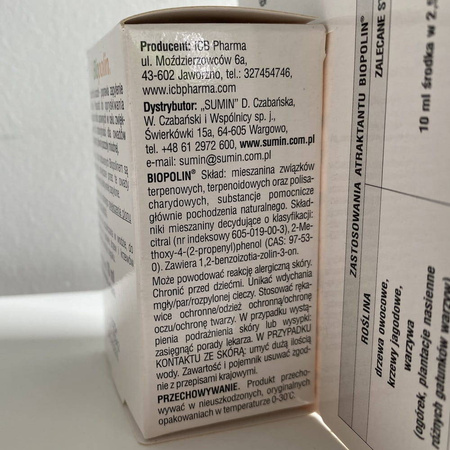 Producent: ICB Pharma
ul. Moździerzowców 6a,
43-602 Jaworzno, tel.: 327454746,
www.icbpharma.com
Dystrybutor: „SUMIN” D. Czabańska,
W. Czabański i Wspólnicy sp. j.,
Świerkówki 15a, 64-605 Wargowo,
tel. +48 61 2972 600, www.sumin.com.pl
e-mail: sumin@sumin.com.pl
BIOPOLIN® Skład: mieszanina związków
terpenowych, terpenoidowych oraz polisa-
charydowych, substancje pomocnicze
głównie pochodzenia naturalnego. Skład-
niki mieszaniny decydujące o klasyfikacji:
citral (nr indeksowy 605-019-00-3), 2-Me-
thoxy-4-(2-propenyl)phenol (CAS: 97-53-
0). Zawiera 1,2-benzoizotia-zolin-3-on.
Może powodować reakcję alergiczną skóry.
Chronić przed dziećmi. Unikać wdychania
mgły/par/rozpylonej cieczy. Stosować ręka-
wice ochronne/odzież ochronną/ochronę
oczu/ochronę twarzy. W przypadku wystą-
pienia podrażnienia skóry lub wysypki:
zasięgnąć porady lekarza. W PRZYPADKU
KONTAKTU ZE SKÓRĄ: umyć dużą ilością
wody. Zawartość i pojemnik usuwać zgod-
nie z przepisami krajowymi.
PRZECHOWYWANIE. Produkt przecho-
wywać w nieuszkodzonych, oryginalnych
opakowaniach w temperaturze 0-30°C.
ZASTOSOWANIA ATRAKTANTU BIOPOLIN®
ROŚLINA
ZALECANE
drzewa owocowe,
krzewy jagodowe,
warzywa
(ogórek, plantacje nasienne
różnych gatunków warzyw)
10 ml środka w 2,